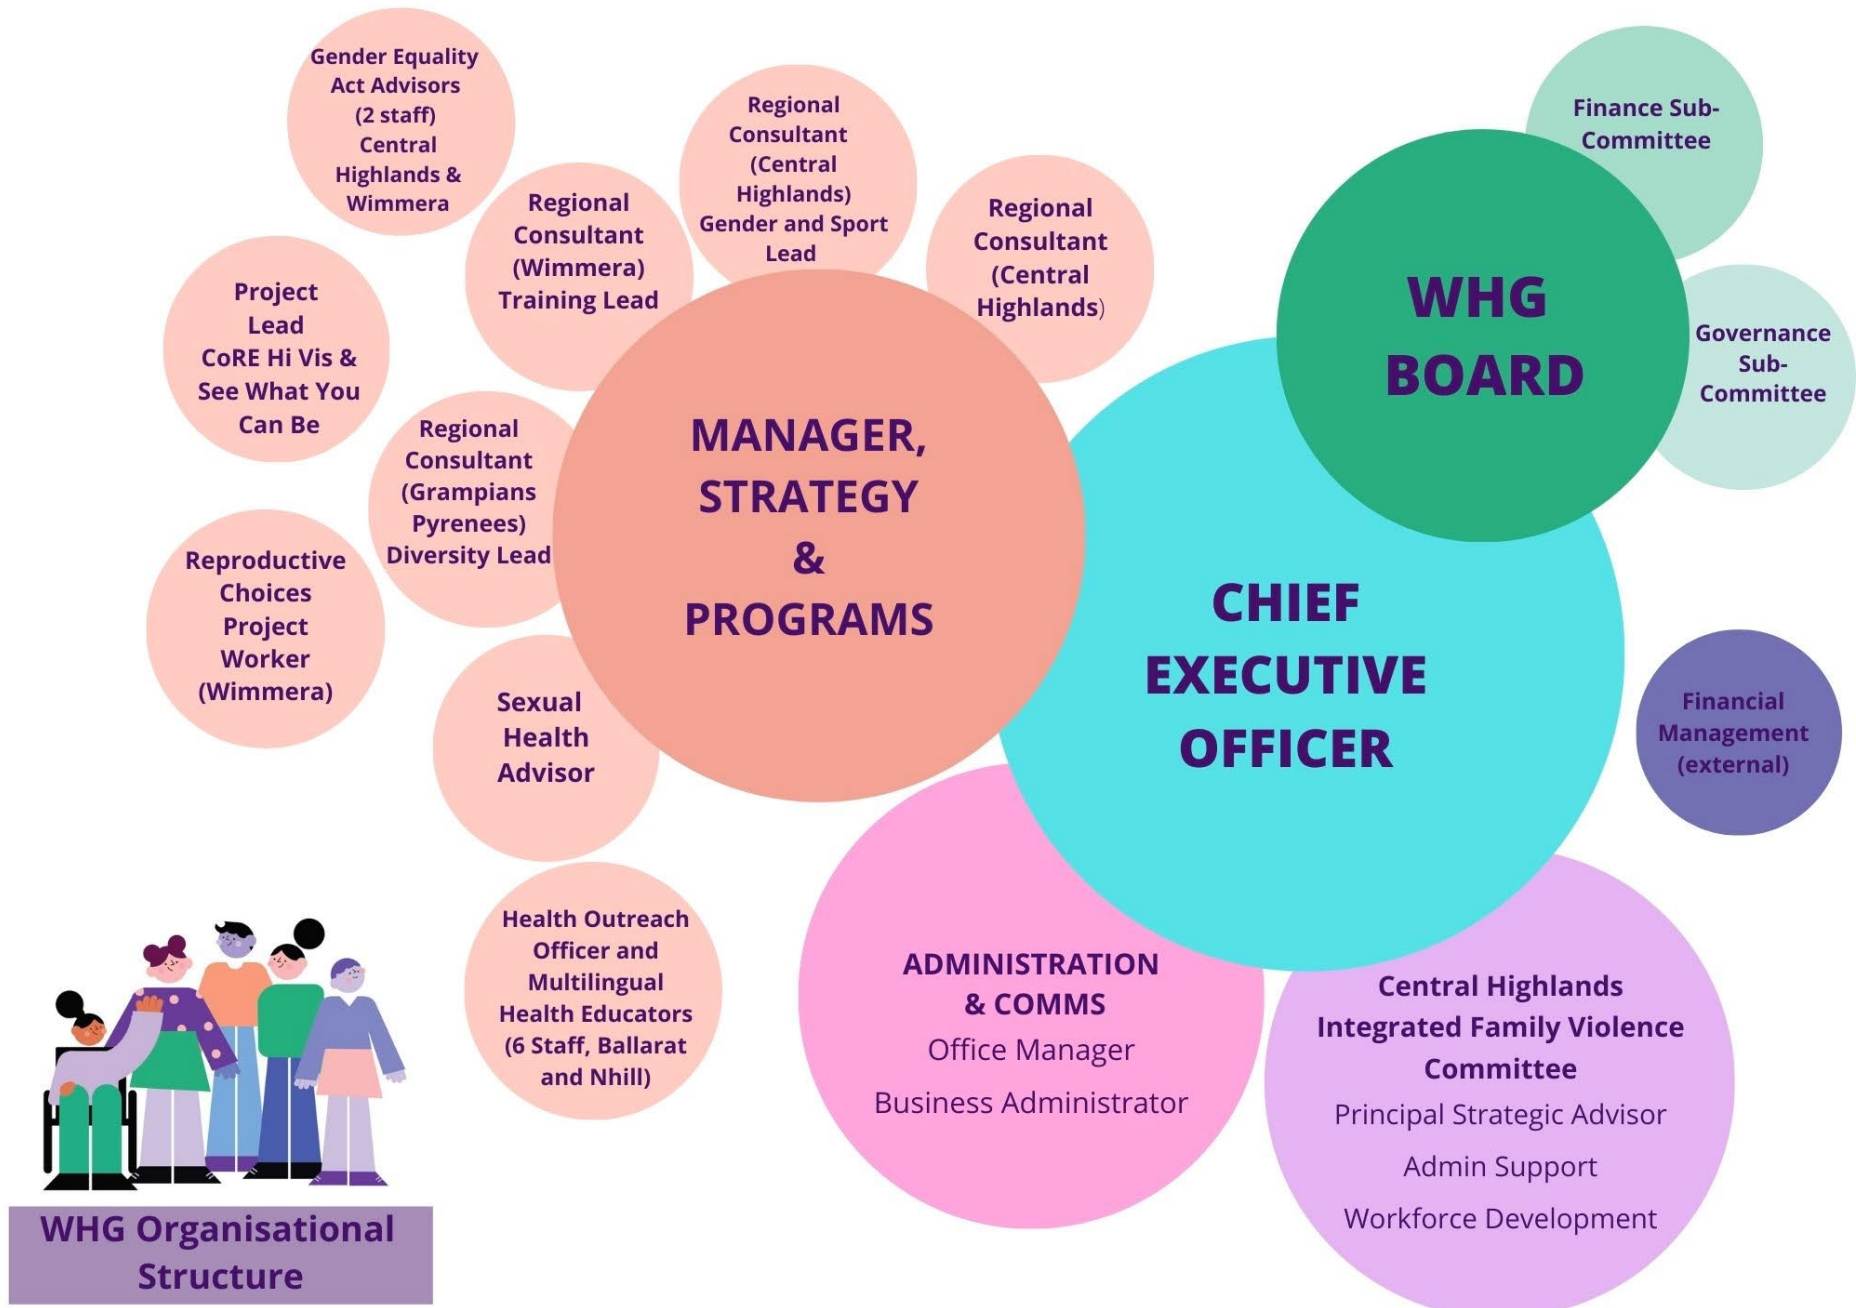 Gender Equality
Act Advisors
(2 staff)
Central
Highlands &
Wimmera
Regional
Consultant
(Wimmera)
Training Lead
Regional
Consultant
(Central
Highlands)
Gender and Sport
Lead
Regional
Consultant
(Central
Highlands)
Finance Sub-
Committee
WHG
BOARD
Governance
Sub-
Committee
Project
Lead
CoRE Hi Vis &
See What You
Can Be
Regional
Consultant
(Grampians
Pyrenees)
Diversity Lead
MANAGER,
STRATEGY
&
PROGRAMS
Reproductive
Choices
Project
Worker
(Wimmera)
CHIEF
EXECUTIVE
OFFICER
Financial
Management
(external)
Sexual
Health
Advisor
Health Outreach
Officer and
Multilingual
Health Educators
(6 Staff, Ballarat
and Nhill)
ADMINISTRATION
& COMMS
Office Manager
Business Administrator
Central Highlands
Integrated Family Violence
Committee
Principal Strategic Advisor
Admin Support
Workforce Development
WHG Organisational
Structure